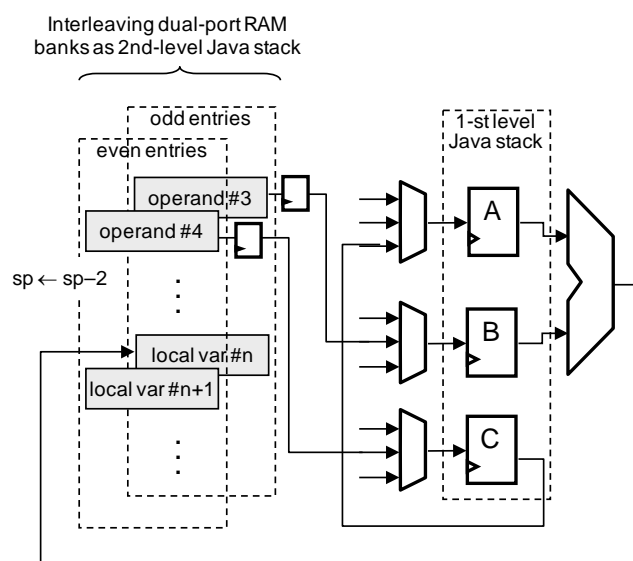 Interleaving dual-port RAM
banks as 2nd-level Java stack
odd entries
even entries
1-st level
Java stack
operand #3
operand #4
A
sp ← sp–2
. . .
B
local var #n
local var #n+1
C
. . .